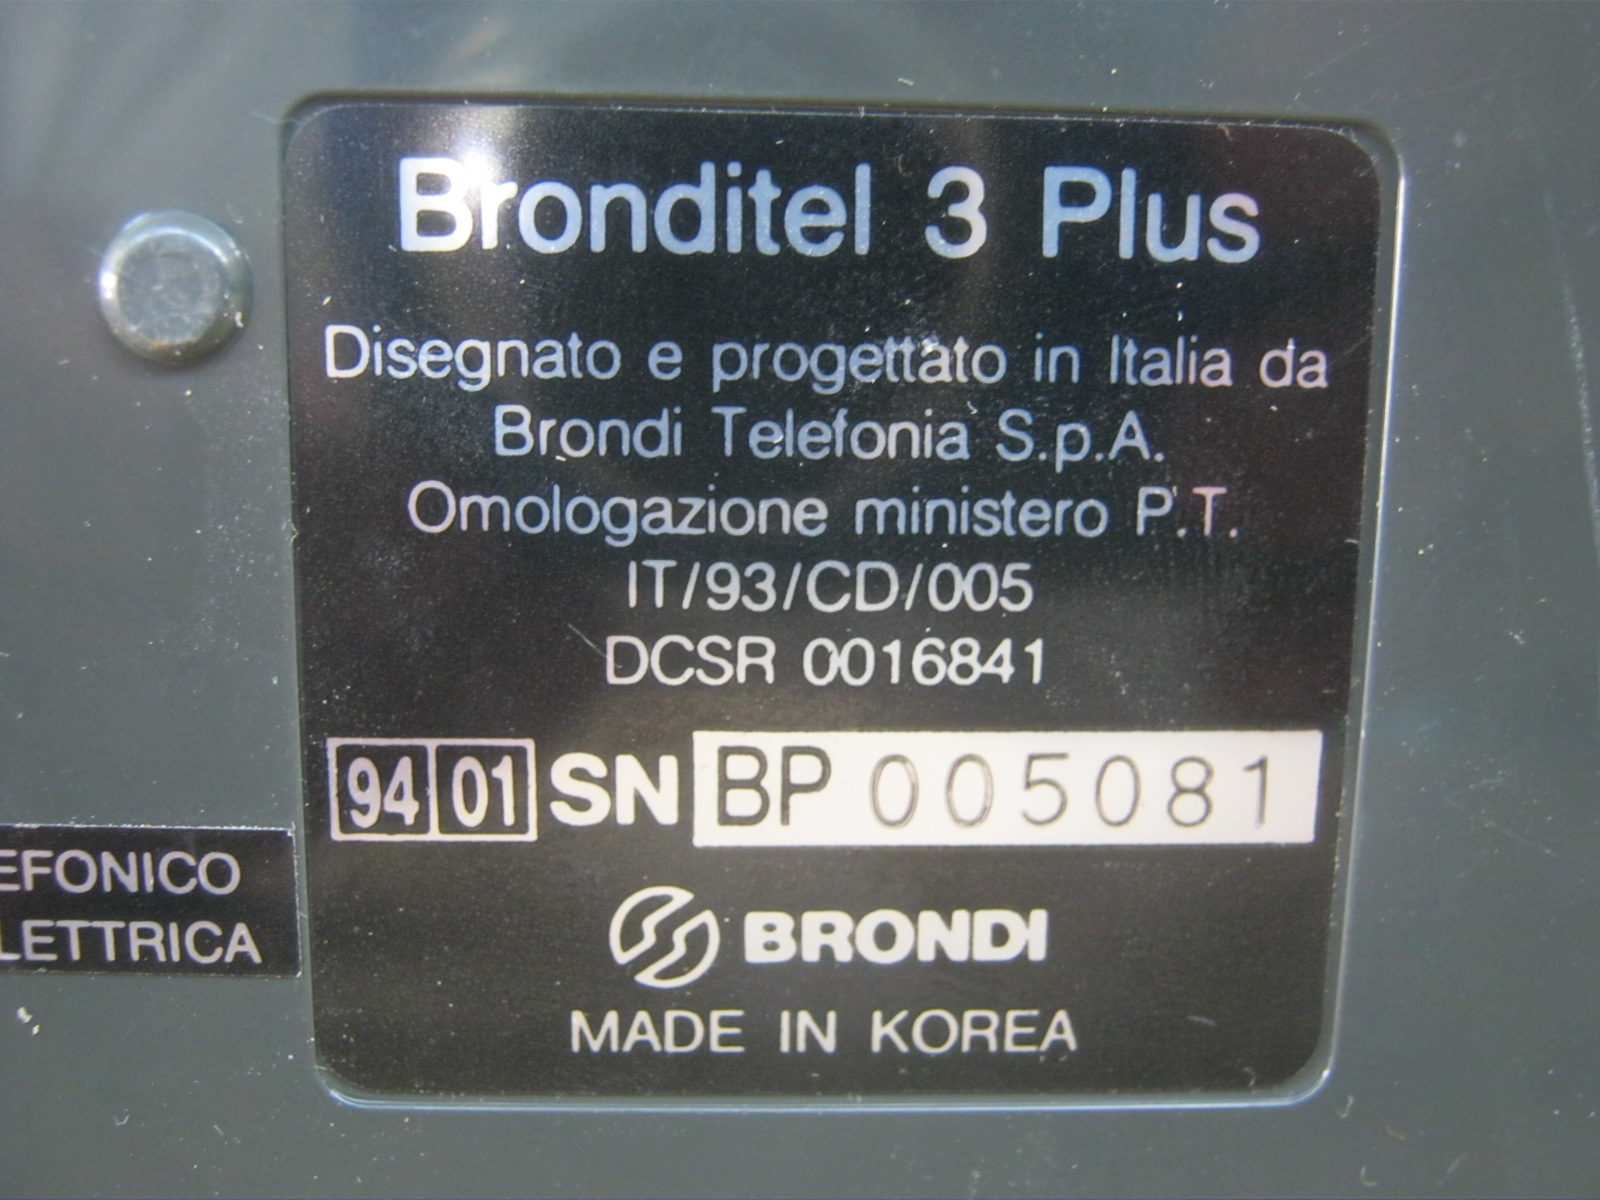 Bronditel 3 Plus
Disegnato e progettato in Italia da
Brondi Telefonia S.p.A.
Omologazione ministero P.T.
IT/93/CD/005
DCSR 0016841
94 01 SN BP 005081
EFONICO
LETTRICA
BRONDI
MADE IN KOREA